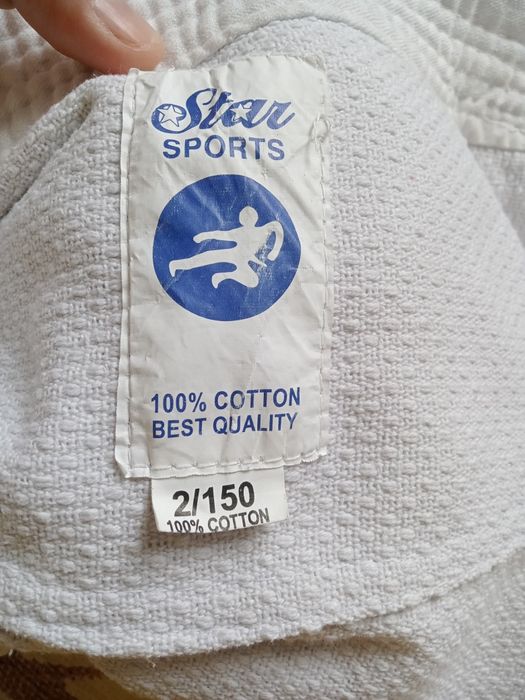 Star
SPORTS
100% COTTON
BEST QUALITY
2/150
100% COTTON